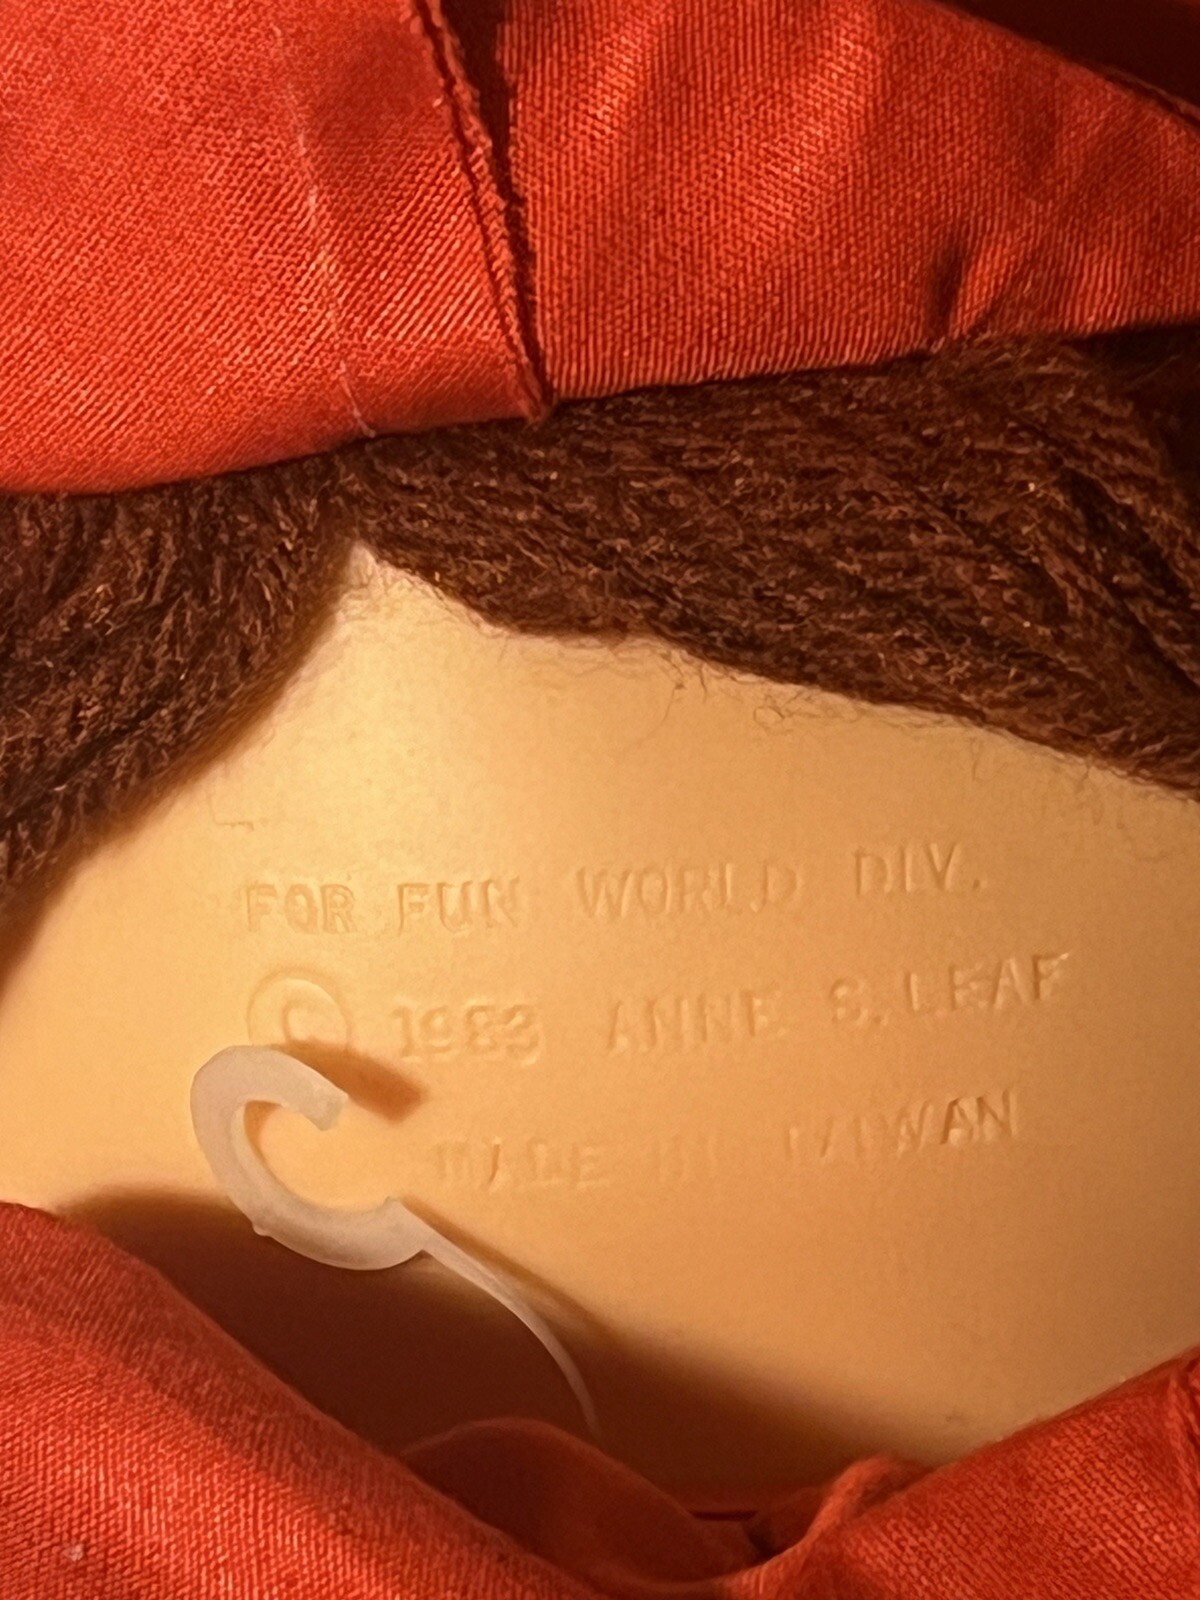 FOR FUN WORLD DIV.
© 1983 ANNE S. LEAF
MADE IN TAIWAN